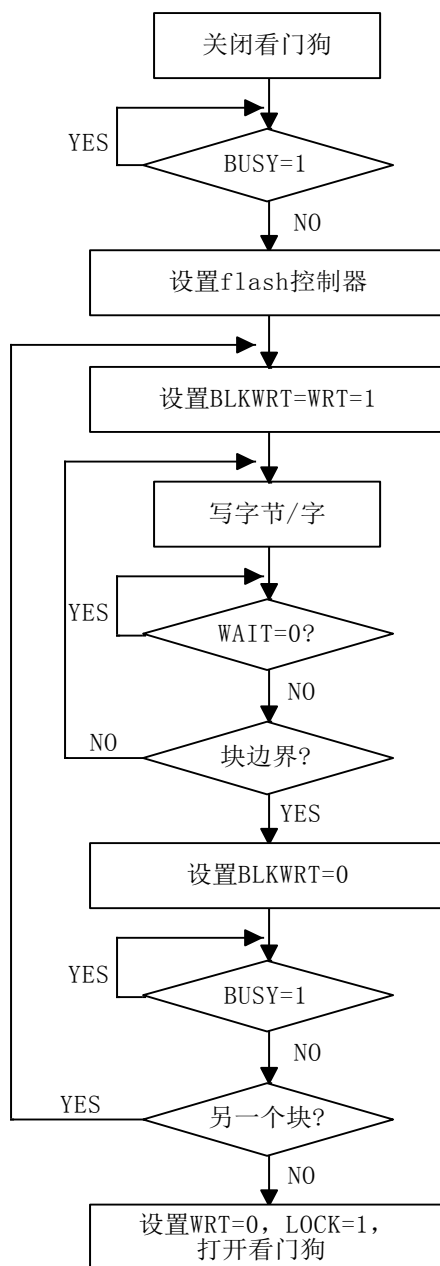 关闭看门狗
YES
BUSY=1
NO
设置flash控制器
设置BLKWRT=WRT=1
写字节/字
YES
WAIT=0?
NO
NO
块边界?
YES
设置BLKWRT=0
YES
BUSY=1
NO
YES
另一个块?
NO
设置WRT=0, LOCK=1,
打开看门狗